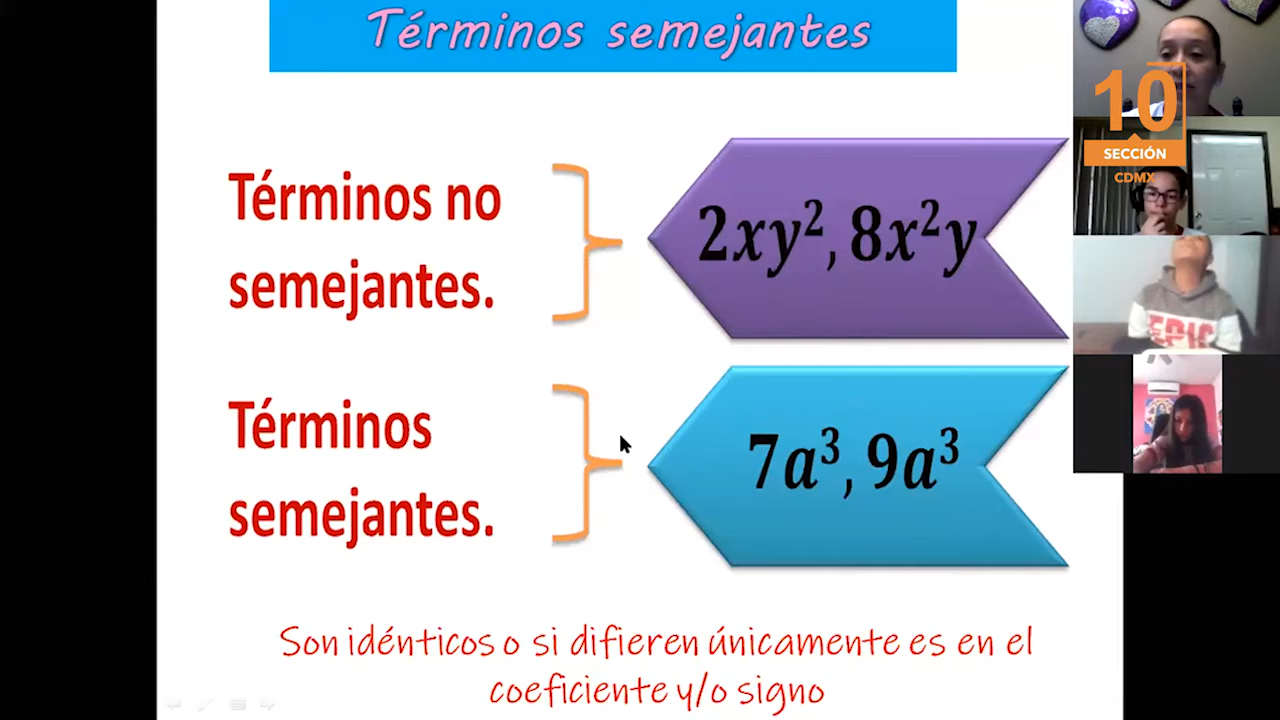 Términos semejantes
Términos no
semejantes.
2xy², 8x²y
Términos
semejantes.
7a³, 9a³
Son idénticos o si difieren únicamente es en el
coeficiente y/o signo
10
SECCIÓN
CDMX
EPIC